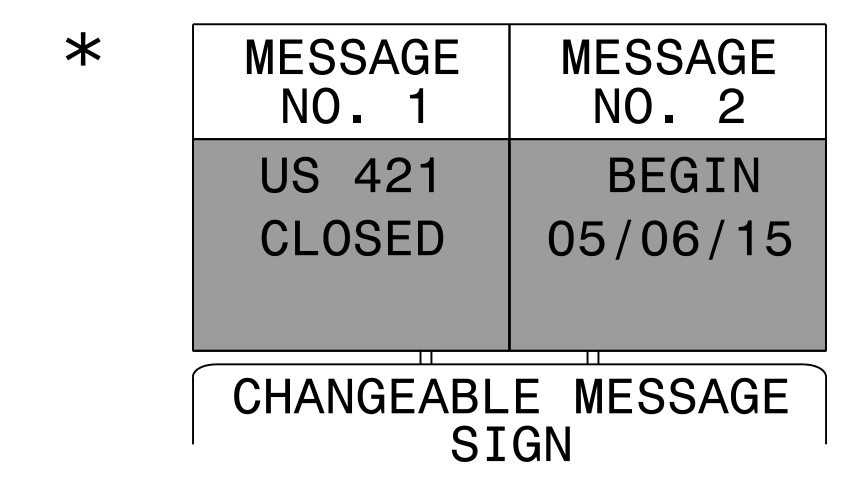 *
MESSAGE NO. 1
MESSAGE NO. 2
US 421
CLOSED
BEGIN
05/06/15
CHANGEABLE MESSAGE
SIGN